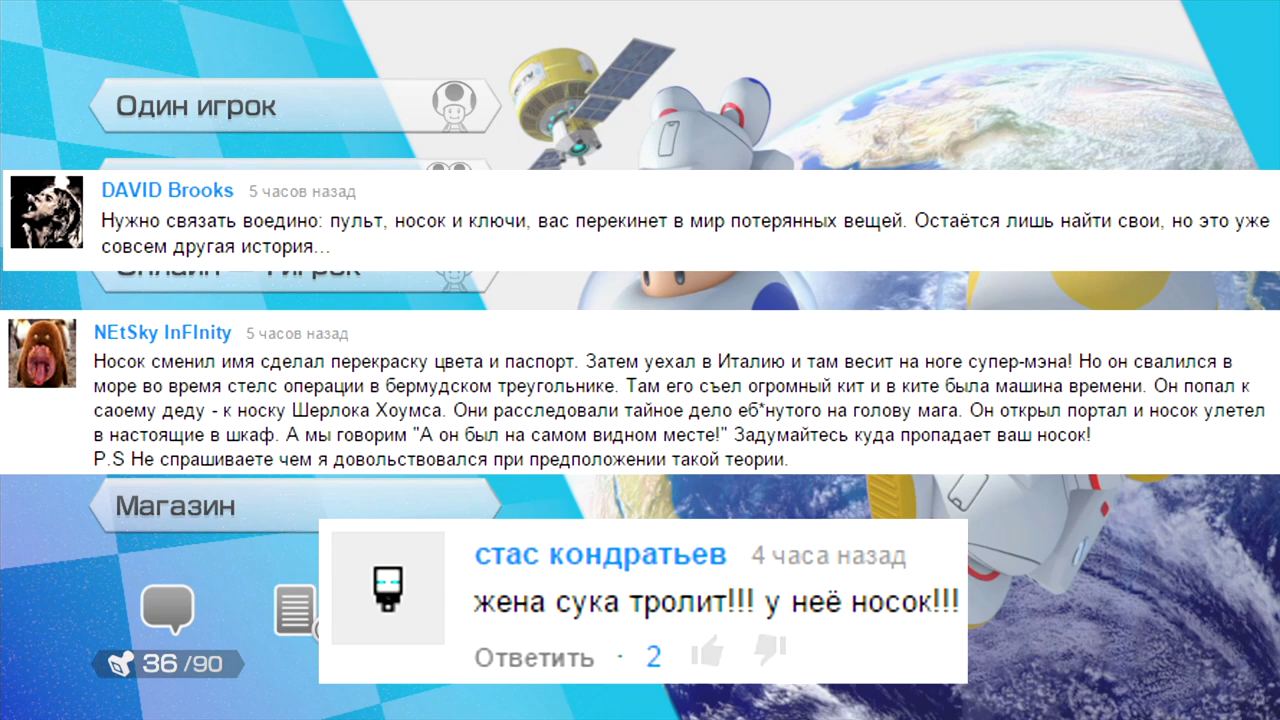 Один игрок
DAVID Brooks 5 часов назад
Нужно связать воедино: пульт, носок и ключи, вас перекинет в мир потерянных вещей. Остаётся лишь найти свои, но это уже
совсем другая история...
Онлайн — 1 игрок
NEtSky InFInity 5 часов назад
Носок сменил имя сделал перекраску цвета и паспорт. Затем уехал в Италию и там весит на ноге супер-мэна! Но он свалился в
море во время стелс операции в бермудском треугольнике. Там его съел огромный кит и в ките была машина времени. Он попал к
саоему деду - к носку Шерлока Хоумса. Они расследовали тайное дело еб*нутого на голову мага. Он открыл портал и носок улетел
в настоящие в шкаф. А мы говорим "А он был на самом видном месте!" Задумайтесь куда пропадает ваш носок!
P.S Не спрашиваете чем я довольствовался при предположении такой теории.
Магазин
стас кондратьев 4 часа назад
жена сука тролит!!! у неё носок!!!
Ответить · 2
36 /90